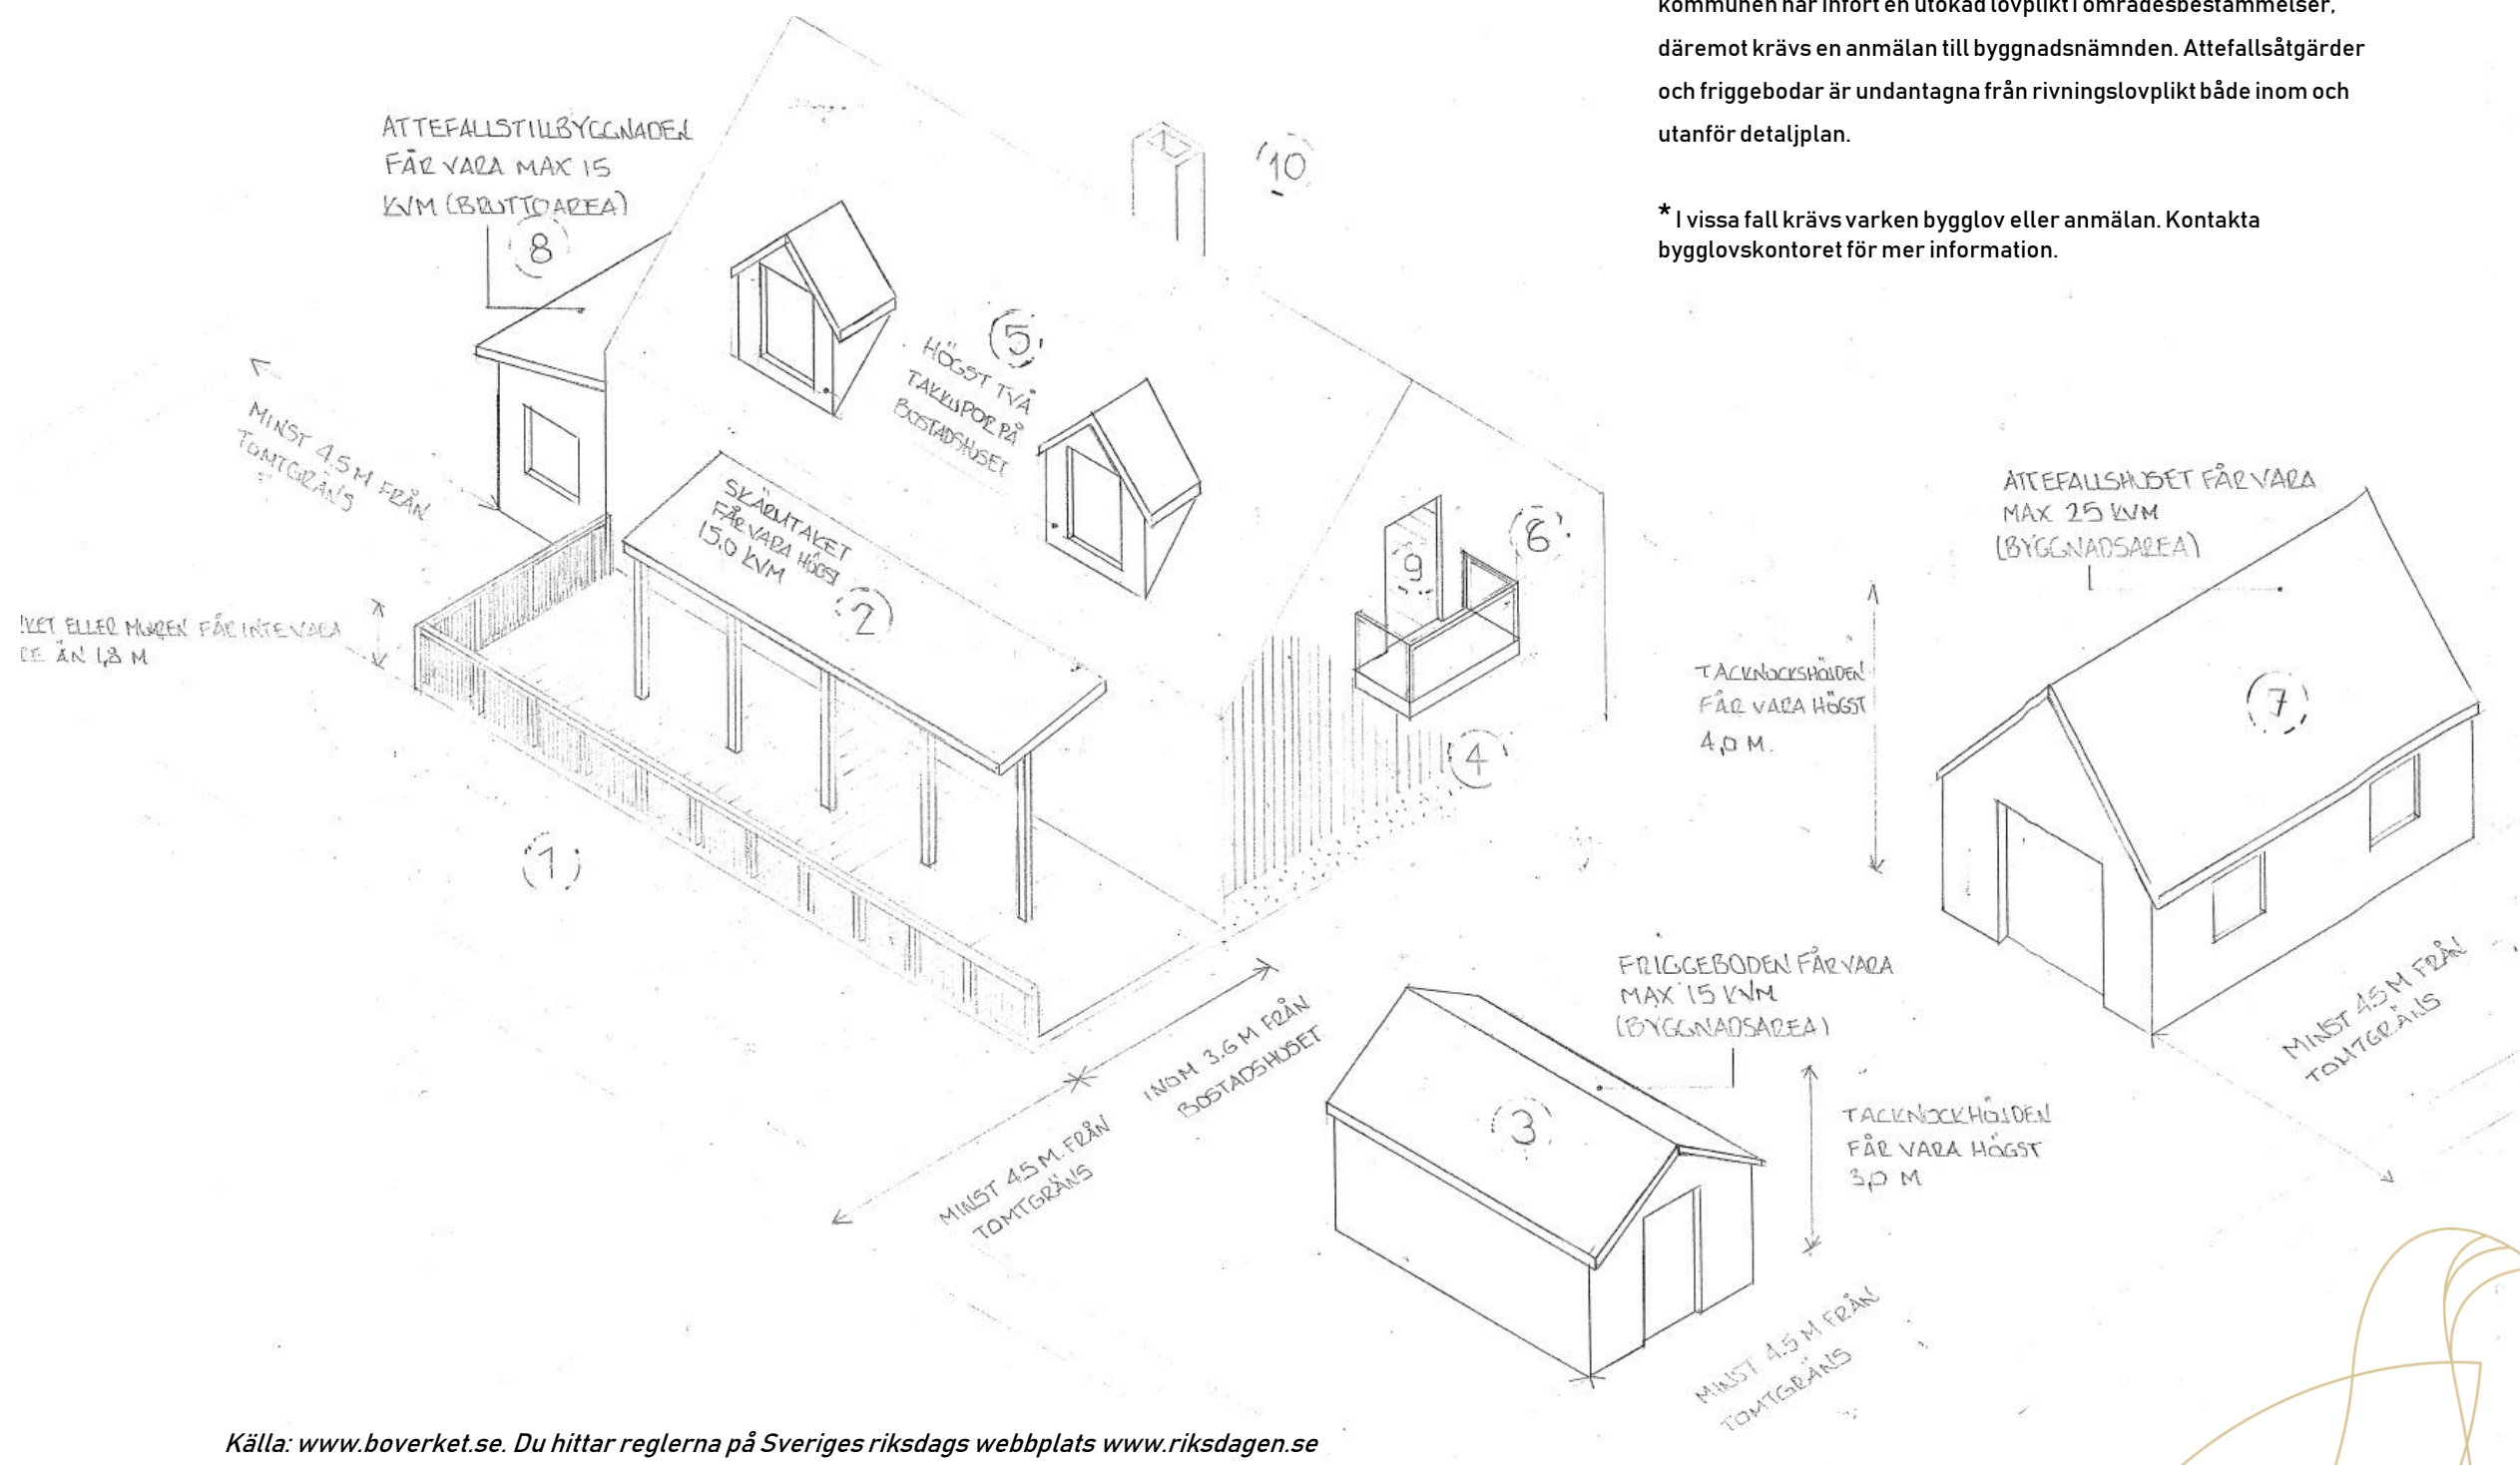 kommunen har infört en utökad lovplikt i områdesbestämmelser,
däremot krävs en anmälan till byggnadsnämnden. Attefallsåtgärder
och friggebodar är undantagna från rivningslovplikt både inom och
utanför detaljplan.
* I vissa fall krävs varken bygglov eller anmälan. Kontakta
bygglovskontoret för mer information.
ATTEFALLSTILLBYGGNADEN
FÅR VARA MAX 15
KVM (BRUTTOAREA)
8
10
5
HÖGST TVÅ
TAKKUPOR PÅ
BOSTADSHUSET
MINST 4.5 M FRÅN
TOMTGRÄNS
SKÄRMTAKET
FÅR VARA HÖGST
15.0 KVM
2
9
6
4
ATTEFALLSHUSET FÅR VARA
MAX 25 KVM
(BYGGNADSAREA)
ELLER MUREN FÅR INTE VARA
ÄN 1,8 M
TACKNOCKSHÖJDEN
FÅR VARA HÖGST
4,0 M.
7
1
FRIGGEBODEN FÅR VARA
MAX 15 KVM
(BYGGNADSAREA)
MINST 4.5 M FRÅN
TOMTGRÄNS
INOM 3.6 M FRÅN
BOSTADSHUSET
3
MINST 4.5 M. FRÅN
TOMTGRÄNS
TACKNOCKHÖJDEN
FÅR VARA HÖGST
3,0 M
MINST 4.5 M FRÅN
TOMTGRÄNS
Källa: www.boverket.se. Du hittar reglerna på Sveriges riksdags webbplats www.riksdagen.se